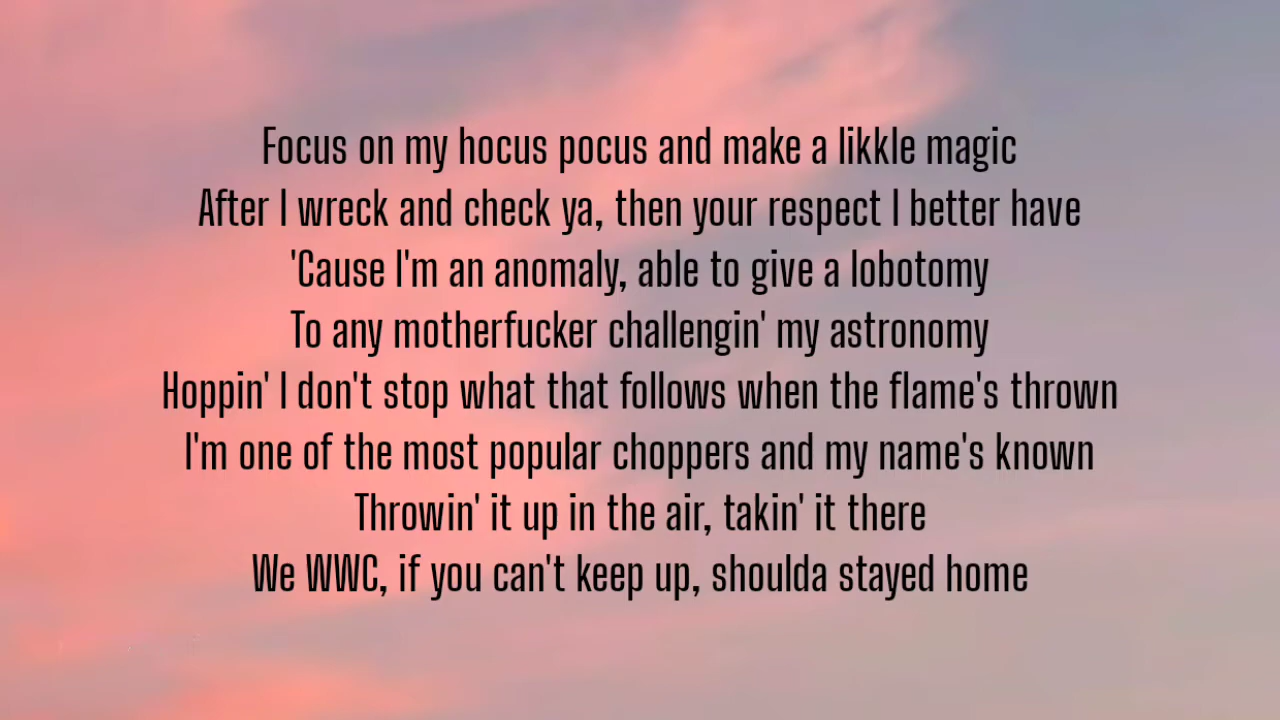 Focus on my hocus pocus and make a likkle magic
After I wreck and check ya, then your respect I better have
'Cause I'm an anomaly, able to give a lobotomy
To any motherfucker challengin' my astronomy
Hoppin' I don't stop what that follows when the flame's thrown
I'm one of the most popular choppers and my name's known
Throwin' it up in the air, takin' it there
We WWC, if you can't keep up, shoulda stayed home